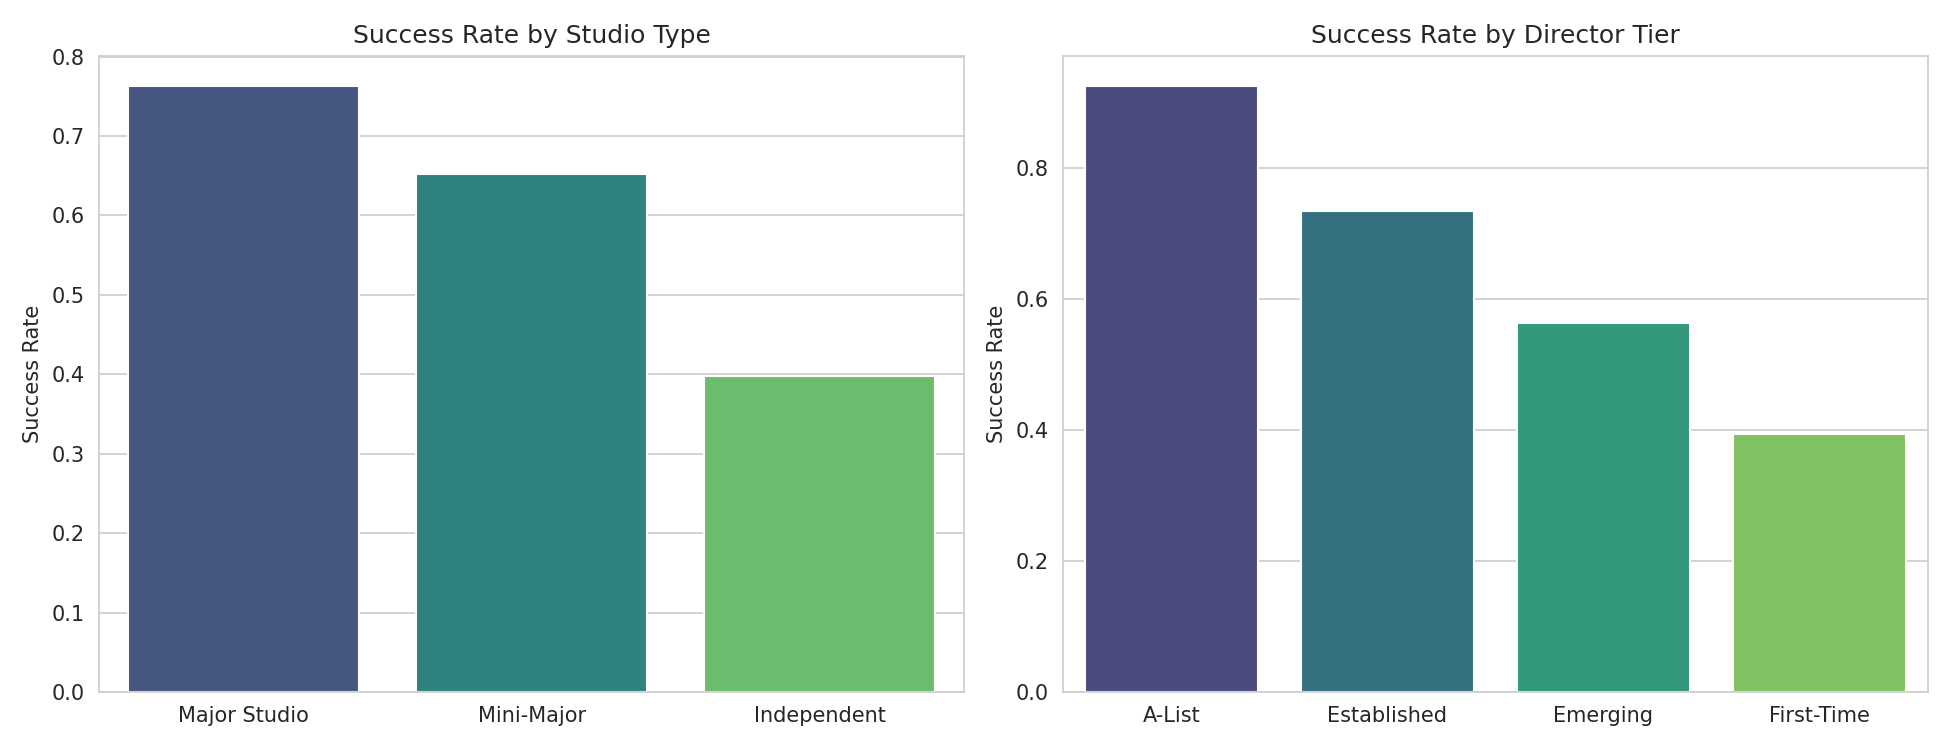 Success Rate by Studio Type
Success Rate
0.8
0.7
0.6
0.5
0.4
0.3
0.2
0.1
0.0
Major Studio
Mini-Major
Independent
Success Rate by Director Tier
Success Rate
0.8
0.6
0.4
0.2
0.0
A-List
Established
Emerging
First-Time